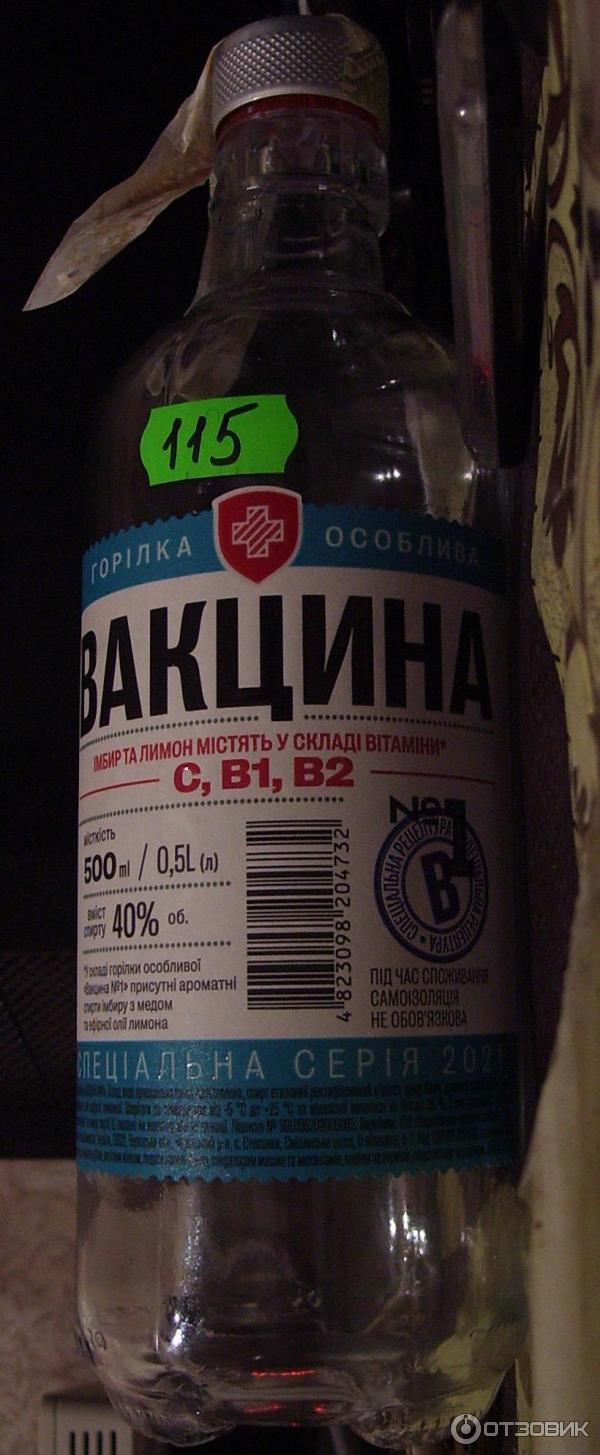 115
ГОРІЛКА ОСОБЛИВА
ВАКЦИНА
ІМБИР ТА ЛИМОН МІСТЯТЬ У СКЛАДІ ВІТАМІНИ*
C, B1, B2
місткість
500 ml / 0,5L (л)
вміст
спирту 40% об.
*У складі горілки особливої
«Вакцина №1» присутні ароматні
спирти імбиру з медом
та ефірної олії лимона
4 823098 204732
№1
СПЕЦІАЛЬНА РЕЦЕПТУРА • СПЕЦІАЛЬНА РЕЦЕПТУРА •
В
ПІД ЧАС СПОЖИВАННЯ
САМОІЗОЛЯЦІЯ
НЕ ОБОВ'ЯЗКОВА
СПЕЦІАЛЬНА СЕРІЯ 2021
ОТЗОВИК